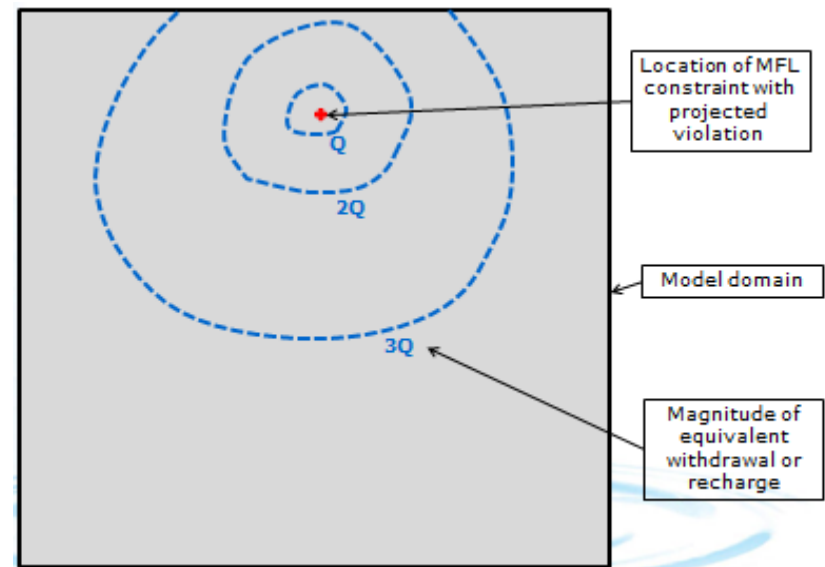 Location of MFL
constraint with
projected
violation
Q
2Q
Model domain
3Q
Magnitude of
equivalent
withdrawal or
recharge